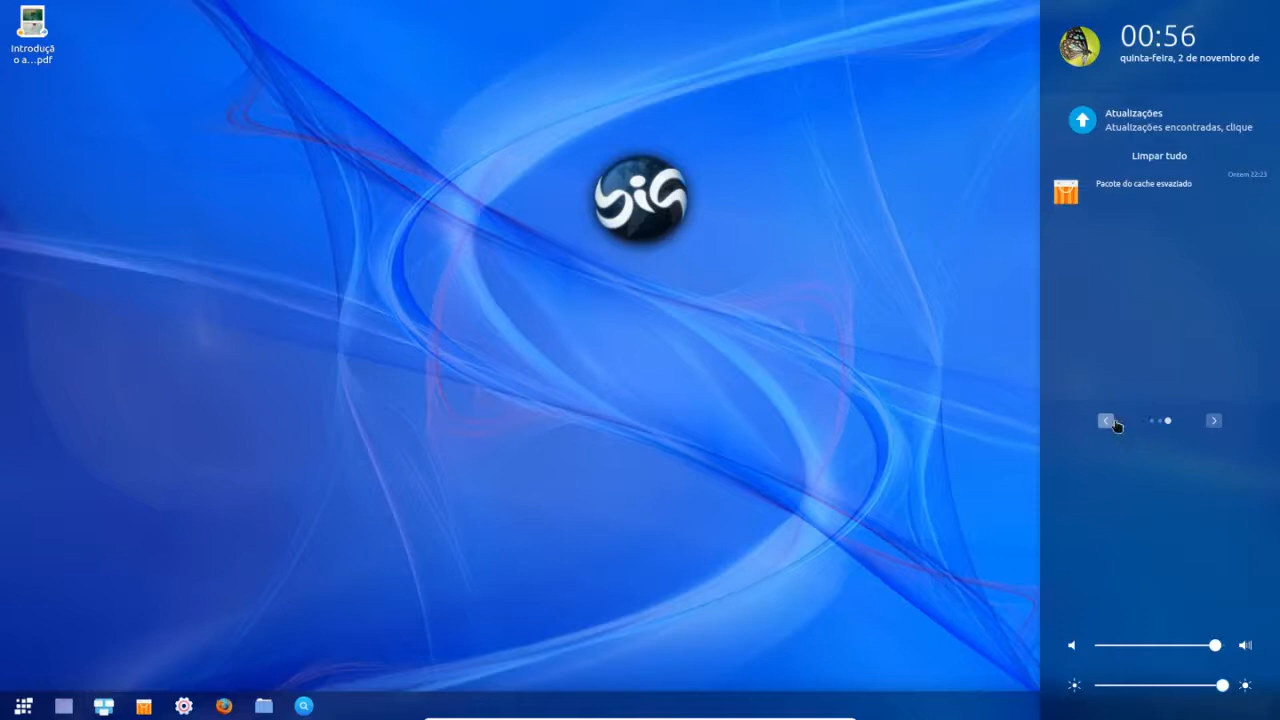 Introduçã
o a...pdf
SiS
00:56
quinta-feira, 2 de novembro de
Atualizações
Atualizações encontradas, clique
Limpar tudo
Ontem 22:23
Pacote do cache esvaziado